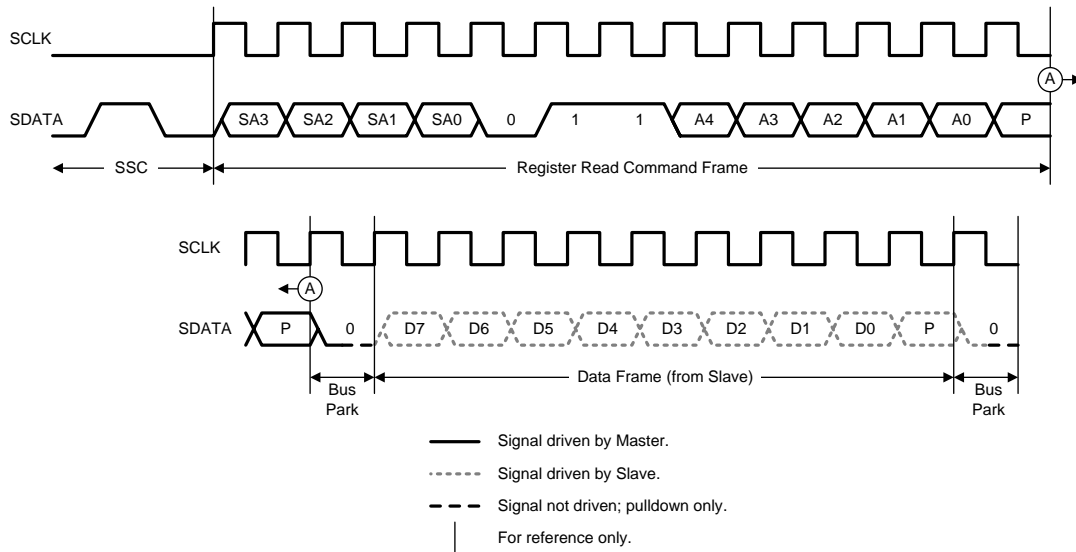 SCLK
A
SDATA SA3 SA2 SA1 SA0 0 1 1 A4 A3 A2 A1 A0 P
SSC Register Read Command Frame
SCLK
A
SDATA P 0 D7 D6 D5 D4 D3 D2 D1 D0 P 0
Bus Park Data Frame (from Slave) Bus Park
Signal driven by Master.
Signal driven by Slave.
Signal not driven; pulldown only.
For reference only.